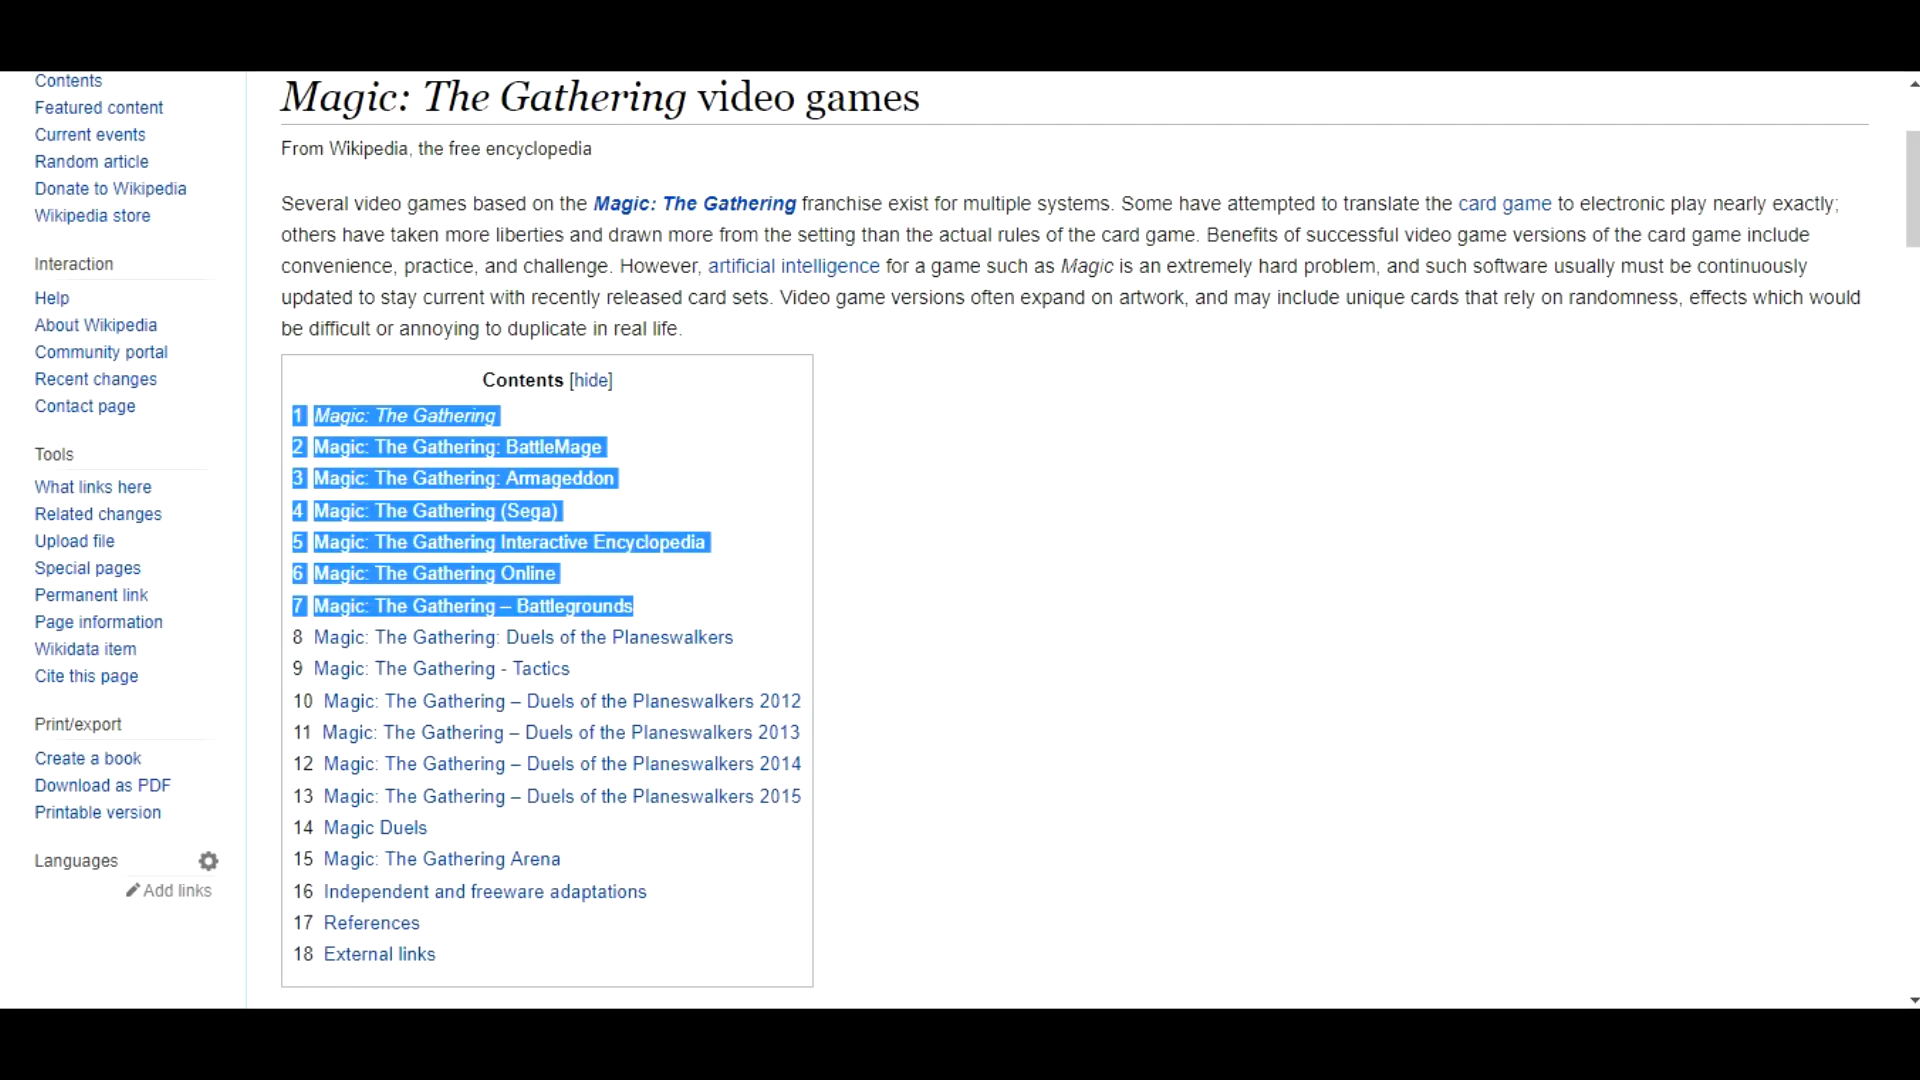 Contents
Featured content
Current events
Random article
Donate to Wikipedia
Wikipedia store
Interaction
Help
About Wikipedia
Community portal
Recent changes
Contact page
Tools
What links here
Related changes
Upload file
Special pages
Permanent link
Page information
Wikidata item
Cite this page
Print/export
Create a book
Download as PDF
Printable version
Languages
Add links
Magic: The Gathering video games
From Wikipedia, the free encyclopedia
Several video games based on the Magic: The Gathering franchise exist for multiple systems. Some have attempted to translate the card game to electronic play nearly exactly;
others have taken more liberties and drawn more from the setting than the actual rules of the card game. Benefits of successful video game versions of the card game include
convenience, practice, and challenge. However, artificial intelligence for a game such as Magic is an extremely hard problem, and such software usually must be continuously
updated to stay current with recently released card sets. Video game versions often expand on artwork, and may include unique cards that rely on randomness, effects which would
be difficult or annoying to duplicate in real life.
Contents [hide]
1 Magic: The Gathering
2 Magic: The Gathering: BattleMage
3 Magic: The Gathering: Armageddon
4 Magic: The Gathering (Sega)
5 Magic: The Gathering Interactive Encyclopedia
6 Magic: The Gathering Online
7 Magic: The Gathering – Battlegrounds
8 Magic: The Gathering: Duels of the Planeswalkers
9 Magic: The Gathering - Tactics
10 Magic: The Gathering – Duels of the Planeswalkers 2012
11 Magic: The Gathering – Duels of the Planeswalkers 2013
12 Magic: The Gathering – Duels of the Planeswalkers 2014
13 Magic: The Gathering – Duels of the Planeswalkers 2015
14 Magic Duels
15 Magic: The Gathering Arena
16 Independent and freeware adaptations
17 References
18 External links